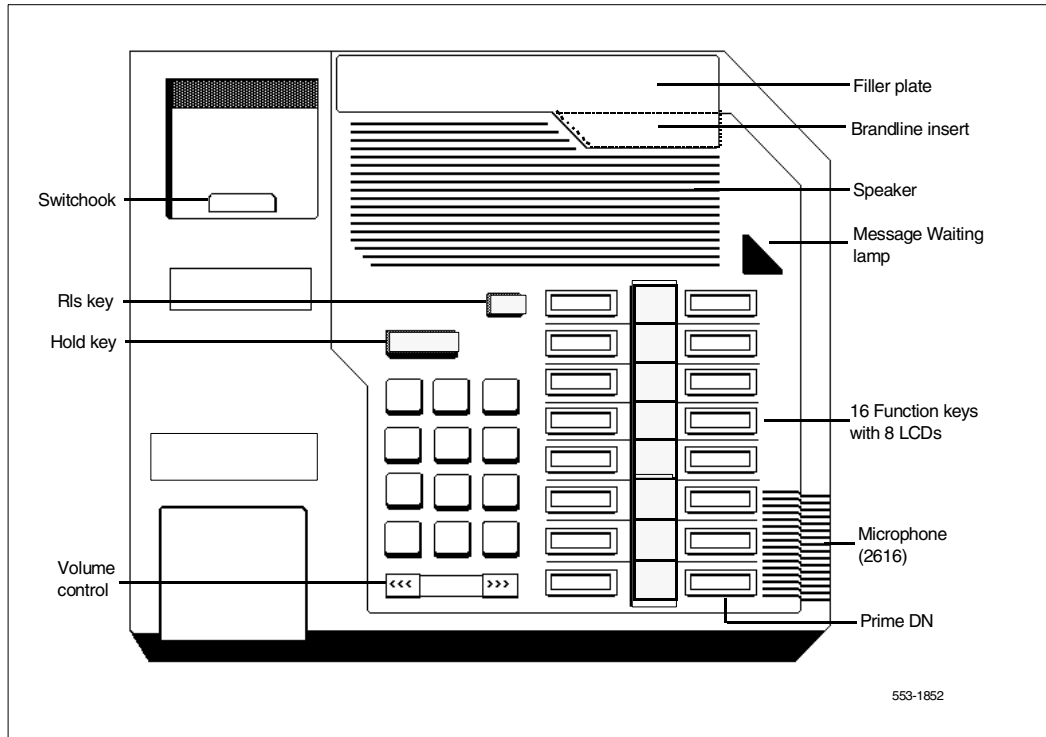 Filler plate
Brandline insert
Switchook
Speaker
Message Waiting
lamp
Rls key
Hold key
16 Function keys
with 8 LCDs
Microphone
(2616)
Volume
control
<<<
>>>
Prime DN
553-1852